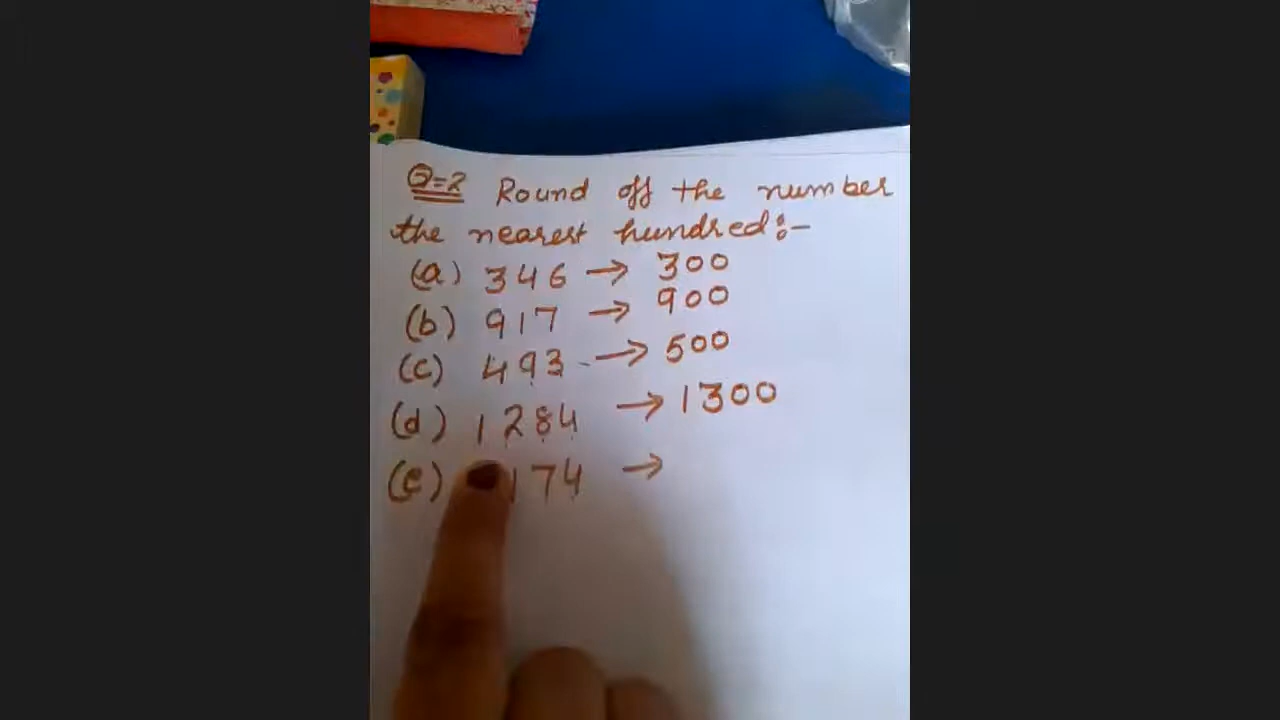 Q=2 Round off the number
the nearest hundred:-
(a) 346 → 300
(b) 917 → 900
(c) 493 → 500
(d) 1284 → 1300
(e) 174 →